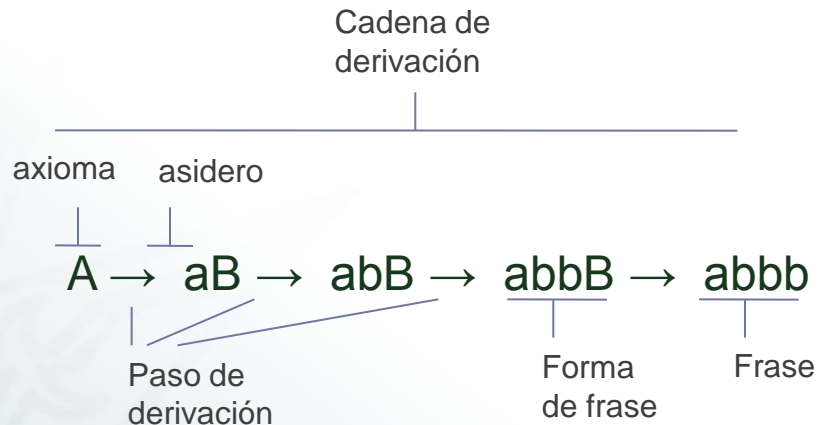 Cadena de
derivación
axioma asidero
A → aB → abB → abbB → abbb
Paso de
derivación
Forma
de frase
Frase